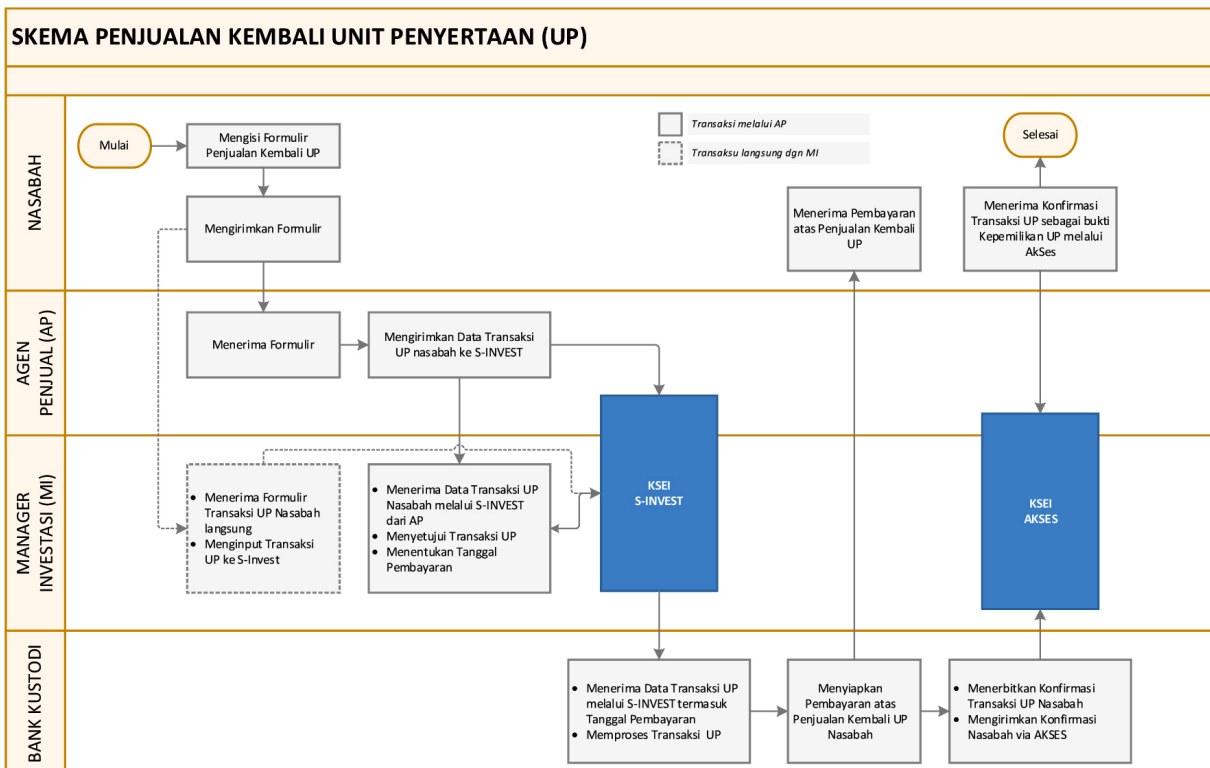 SKEMA PENJUALAN KEMBALI UNIT PENYERTAAN (UP)
NASABAH
Mulai
Mengisi Formulir
Penjualan Kembali UP
Mengirimkan Formulir
Transaksi melalui AP
Transaksu langsung dgn MI
Menerima Pembayaran
atas Penjualan Kembali
UP
Selesai
Menerima Konfirmasi
Transaksi UP sebagai bukti
Kepemilikan UP melalui
AkSes
AGEN
PENJUAL (AP)
Menerima Formulir
Mengirimkan Data Transaksi
UP nasabah ke S-INVEST
MANAGER
INVESTASI (MI)
• Menerima Formulir
Transaksi UP Nasabah
langsung
• Menginput Transaksi
UP ke S-Invest
• Menerima Data Transaksi UP
Nasabah melalui S-INVEST
dari AP
• Menyetujui Transaksi UP
• Menentukan Tanggal
Pembayaran
KSEI
S-INVEST
KSEI
AKSES
BANK KUSTODI
• Menerima Data Transaksi UP
melalui S-INVEST termasuk
Tanggal Pembayaran
• Memproses Transaksi UP
Menyiapkan
Pembayaran atas
Penjualan Kembali UP
Nasabah
• Menerbitkan Konfirmasi
Transaksi UP Nasabah
• Mengirimkan Konfirmasi
Nasabah via AKSES